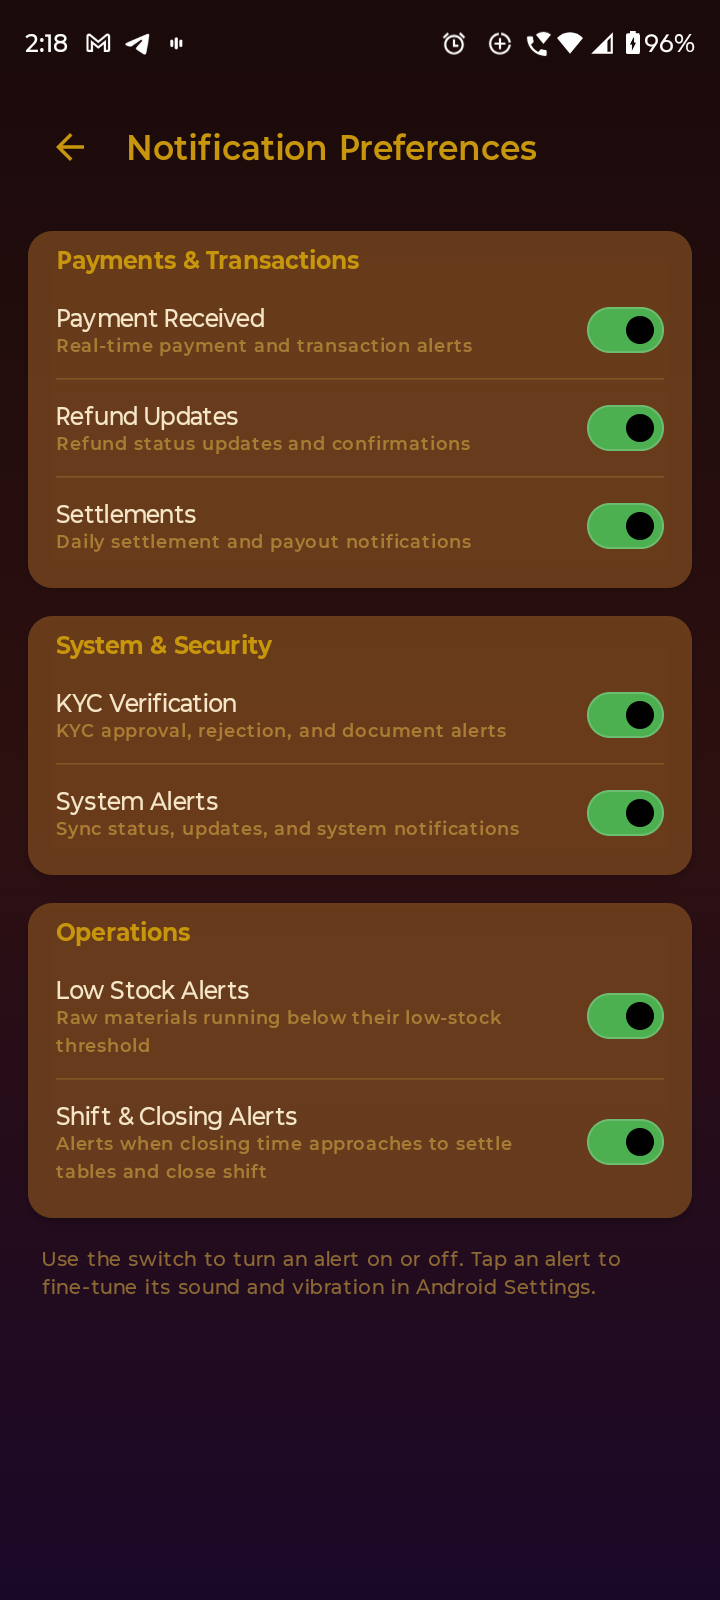 2:18
96%
Notification Preferences
Payments & Transactions
Payment Received
Real-time payment and transaction alerts
Refund Updates
Refund status updates and confirmations
Settlements
Daily settlement and payout notifications
System & Security
KYC Verification
KYC approval, rejection, and document alerts
System Alerts
Sync status, updates, and system notifications
Operations
Low Stock Alerts
Raw materials running below their low-stock
threshold
Shift & Closing Alerts
Alerts when closing time approaches to settle
tables and close shift
Use the switch to turn an alert on or off. Tap an alert to
fine-tune its sound and vibration in Android Settings.